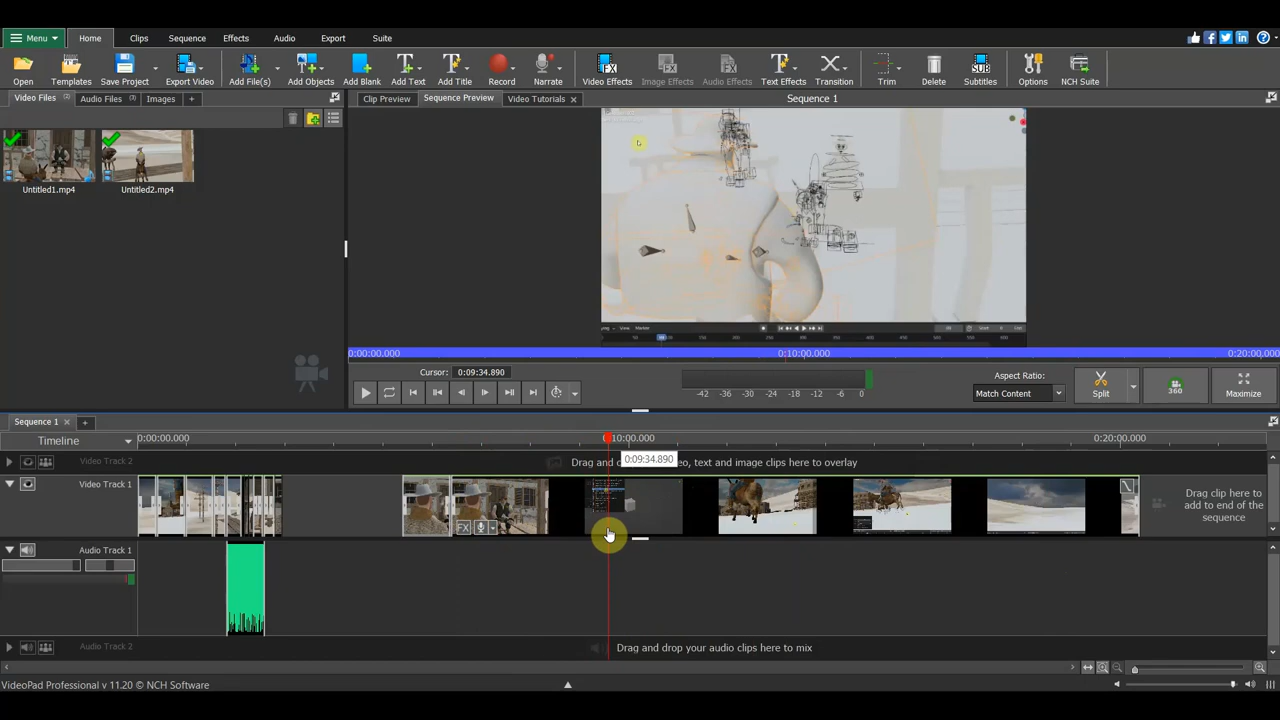 Menu Home Clips Sequence Effects Audio Export Suite
Open Templates Save Project Export Video Add File(s) Add Objects Add Blank Add Text Add Title Record Narrate Video Effects Image Effects Audio Effects Text Effects Transition Trim Delete Subtitles Options NCH Suite
Video Files Audio Files Images + Clip Preview Sequence Preview Video Tutorials Sequence 1
Untitled1.mp4 Untitled2.mp4
0:00:00.000 0:10:00.000 0:20:00.000
Cursor: 0:09:34.890
Aspect Ratio:
Match Content
-42 -36 -30 -24 -18 -12 -6 0
Split 360 Maximize
Sequence 1
Timeline 0:00:00.000 0:10:00.000 0:20:00.000
0:09:34.890
Video Track 2 Drag and video, text and image clips here to overlay
Video Track 1
FX
Drag clip here to
add to end of the
sequence
Audio Track 1
Audio Track 2 Drag and drop your audio clips here to mix
VideoPad Professional v 11.20 © NCH Software